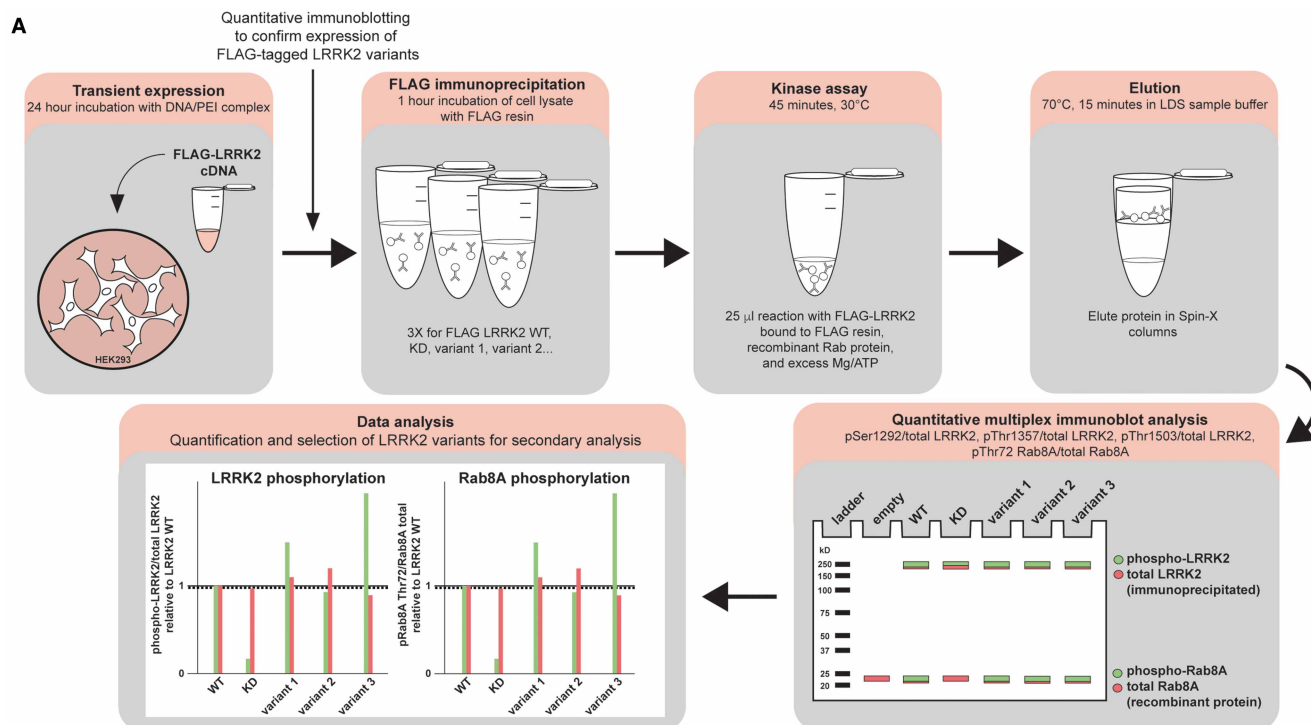 A
Quantitative immunoblotting
to confirm expression of
FLAG-tagged LRRK2 variants
Transient expression
24 hour incubation with DNA/PEI complex
FLAG-LRRK2
cDNA
HEK293
FLAG immunoprecipitation
1 hour incubation of cell lysate
with FLAG resin
3X for FLAG LRRK2 WT,
KD, variant 1, variant 2...
Kinase assay
45 minutes, 30°C
25 µl reaction with FLAG-LRRK2
bound to FLAG resin,
recombinant Rab protein,
and excess Mg/ATP
Elution
70°C, 15 minutes in LDS sample buffer
Elute protein in Spin-X
columns
Quantitative multiplex immunoblot analysis
pSer1292/total LRRK2, pThr1357/total LRRK2, pThr1503/total LRRK2,
pThr72 Rab8A/total Rab8A
ladder
empty
WT
KD
variant 1
variant 2
variant 3
kD
250
150
100
75
50
37
25
20
phospho-LRRK2
total LRRK2
(immunoprecipitated)
phospho-Rab8A
total Rab8A
(recombinant protein)
Data analysis
Quantification and selection of LRRK2 variants for secondary analysis
LRRK2 phosphorylation
phospho-LRRK2/total LRRK2
relative to LRRK2 WT
1
0
WT
KD
variant 1
variant 2
variant 3
Rab8A phosphorylation
pRab8A Thr72/Rab8A total
relative to LRRK2 WT
1
0
WT
KD
variant 1
variant 2
variant 3